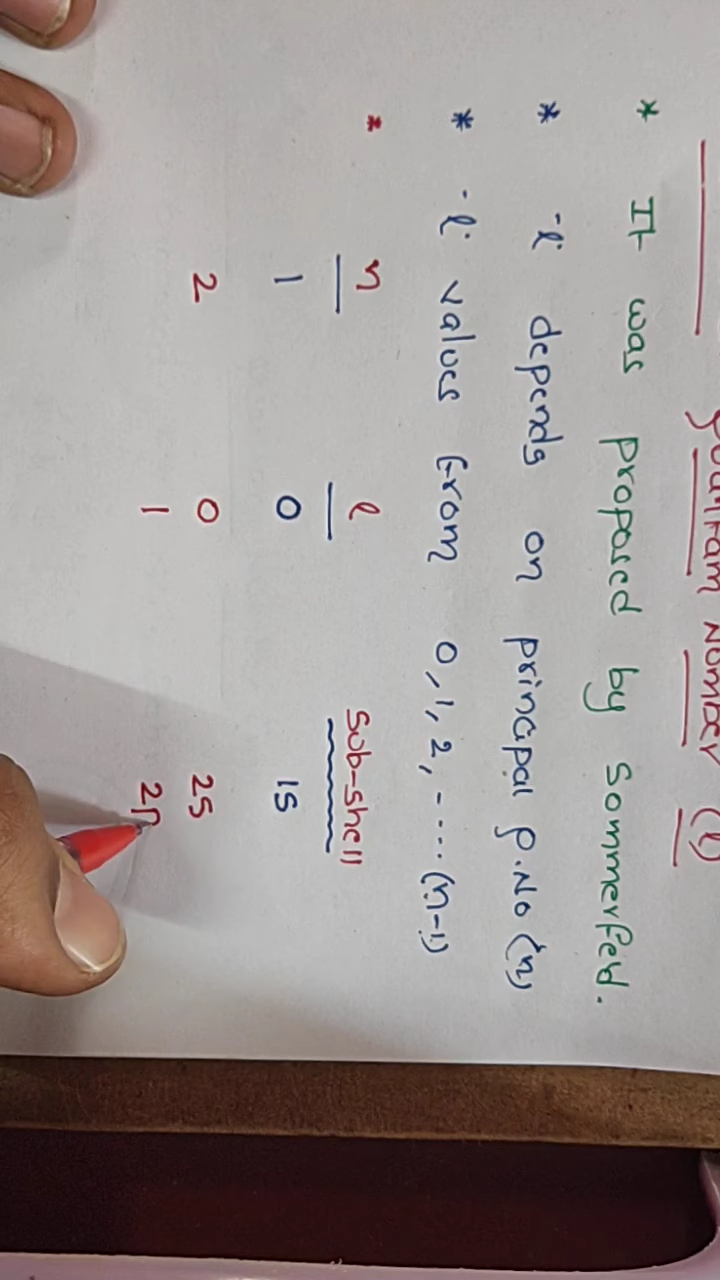 Number (l)
* It was proposed by Sommerfeld.
* -l' depends on principal Q.No (n)
* -l' values from 0, 1, 2, - - - - (n-1)
* n l Sub-shell
1 0 1s
2 0 2s
1 2p